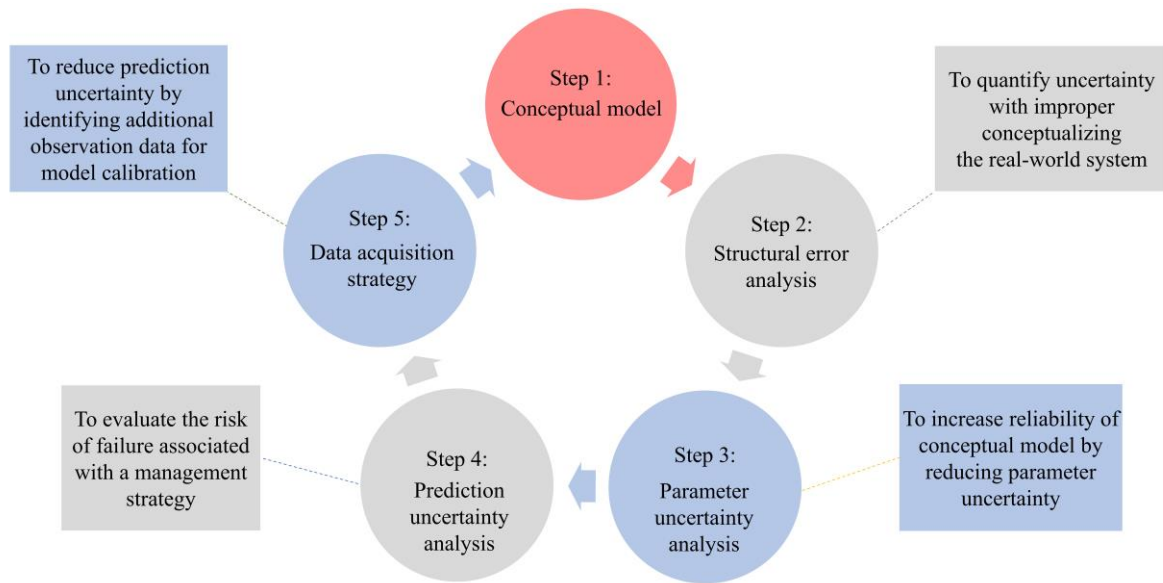 Step 1:
Conceptual model
To quantify uncertainty
with improper
conceptualizing
the real-world system
Step 2:
Structural error
analysis
To increase reliability of
conceptual model by
reducing parameter
uncertainty
Step 3:
Parameter
uncertainty
analysis
Step 4:
Prediction
uncertainty
analysis
To evaluate the risk
of failure associated
with a management
strategy
Step 5:
Data acquisition
strategy
To reduce prediction
uncertainty by
identifying additional
observation data for
model calibration